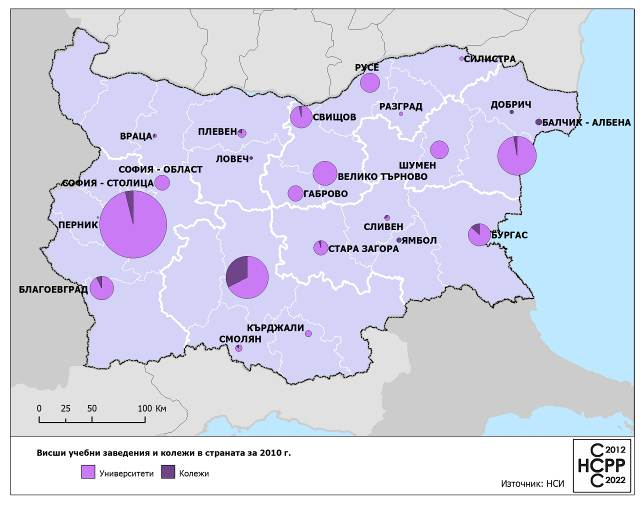 РУСЕ
СИЛИСТРА
РАЗГРАД
ДОБРИЧ
СВИЩОВ
БАЛЧИК - АЛБЕНА
ПЛЕВЕН
ВРАЦА
ЛОВЕЧ
ШУМЕН
СОФИЯ - ОБЛАСТ
ВЕЛИКО ТЪРНОВО
СОФИЯ - СТОЛИЦА
ГАБРОВО
ПЕРНИК
СЛИВЕН
БУРГАС
ЯМБОЛ
СТАРА ЗАГОРА
БЛАГОЕВГРАД
КЪРДЖАЛИ
СМОЛЯН
0 25 50 100 Км
Висши учебни заведения и колежи в страната за 2010 г.
Университети Колежи
Източник: НСИ
C 2012
HCPP
C 2022